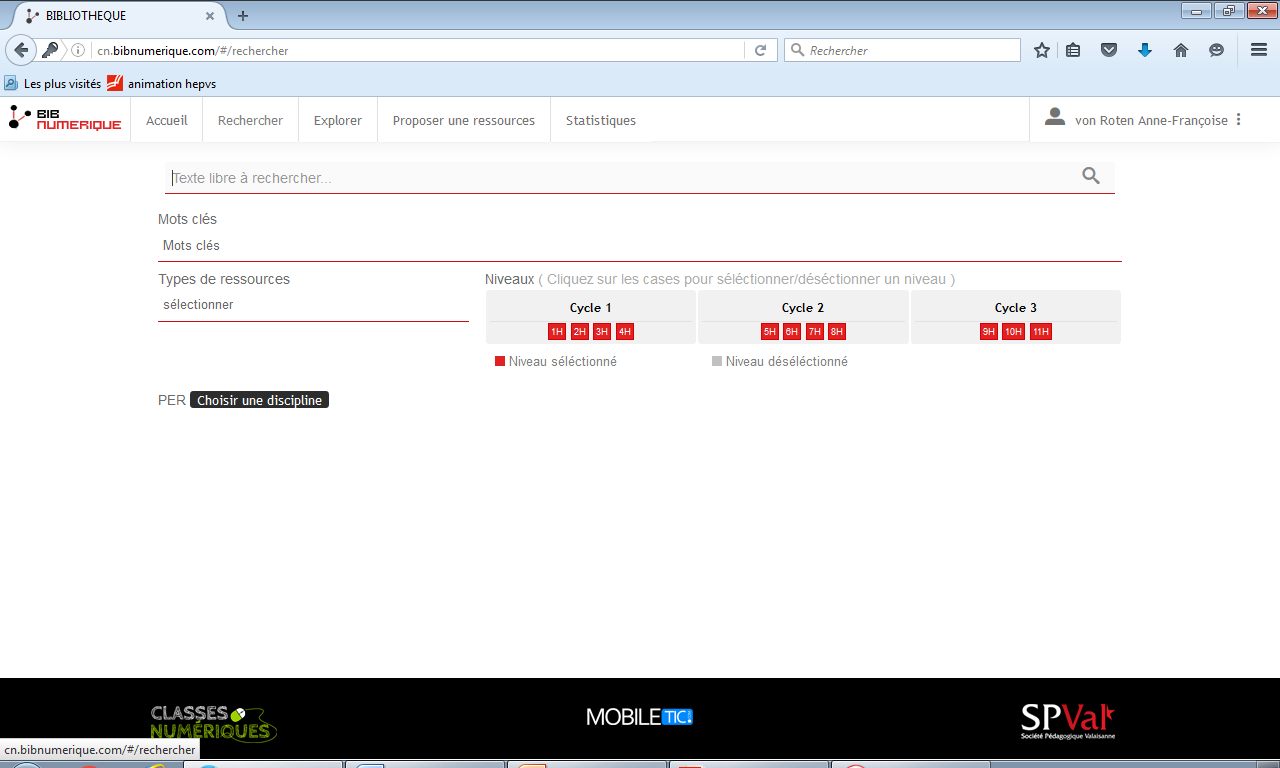 BIBLIOTHEQUE
cn.bibnumerique.com/#/rechercher
Rechercher
Les plus visités animation hepvs
BIB
NUMERIQUE
Accueil Rechercher Explorer Proposer une ressources Statistiques von Roten Anne-Françoise
Texte libre à rechercher...
Mots clés
Mots clés
Types de ressources
sélectionner
Niveaux ( Cliquez sur les cases pour séléctionner/déséctionner un niveau )
Cycle 1 Cycle 2 Cycle 3
1H 2H 3H 4H 5H 6H 7H 8H 9H 10H 11H
Niveau séléctionné Niveau déséléctionné
PER Choisir une discipline
CLASSES
NUMÉRIQUES
MOBILETIC!
SPVal
Société Pédagogique Valaisanne
cn.bibnumerique.com/#/rechercher